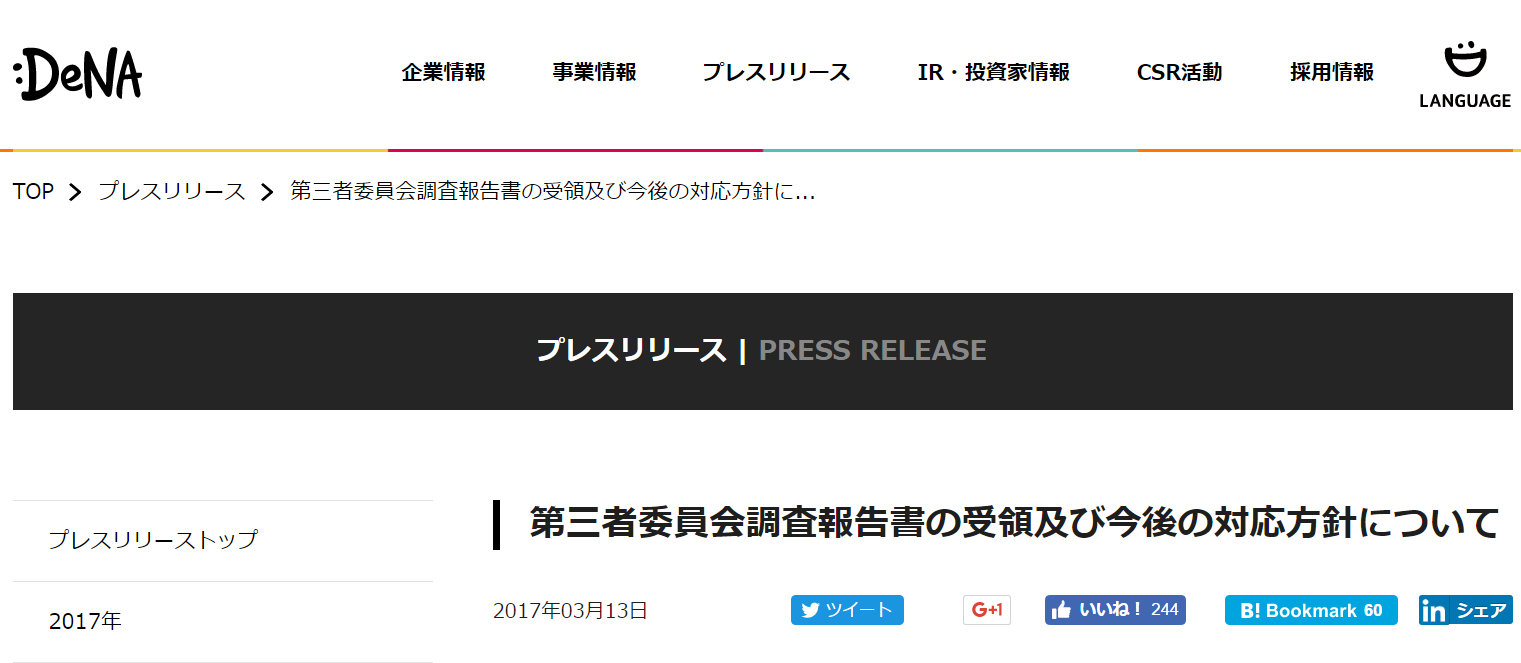 :DeNA
企業情報 事業情報 プレスリリース IR・投資家情報 CSR活動 採用情報 LANGUAGE
TOP プレスリリース 第三者委員会調査報告書の受領及び今後の対応方針に...
プレスリリース | PRESS RELEASE
第三者委員会調査報告書の受領及び今後の対応方針について
プレスリリーストップ
2017年03月13日 ツイート G+1 いいね！ 244 B! Bookmark 60 in シェア
2017年